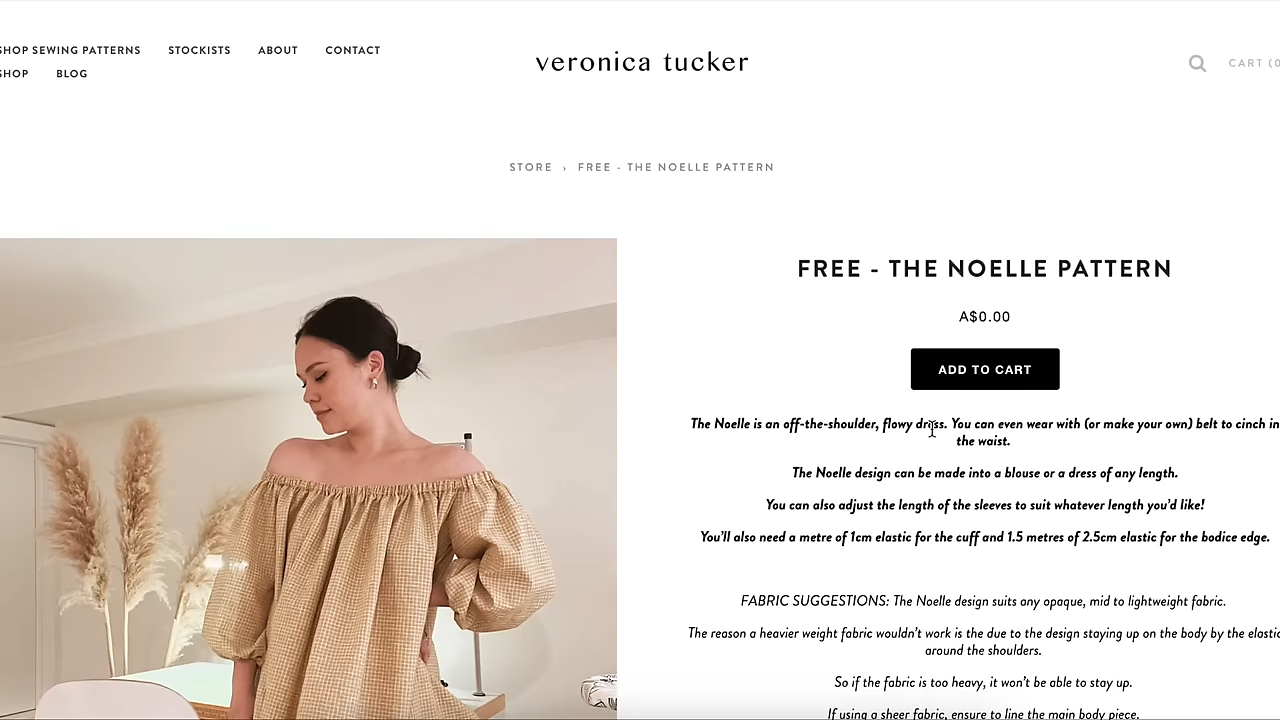 SHOP SEWING PATTERNS STOCKISTS ABOUT CONTACT
SHOP BLOG
veronica tucker
CART (0
STORE › FREE - THE NOELLE PATTERN
FREE - THE NOELLE PATTERN
A$0.00
ADD TO CART
The Noelle is an off-the-shoulder, flowy dress. You can even wear with (or make your own) belt to cinch in
the waist.
The Noelle design can be made into a blouse or a dress of any length.
You can also adjust the length of the sleeves to suit whatever length you'd like!
You'll also need a metre of 1cm elastic for the cuff and 1.5 metres of 2.5cm elastic for the bodice edge.
FABRIC SUGGESTIONS: The Noelle design suits any opaque, mid to lightweight fabric.
The reason a heavier weight fabric wouldn't work is the due to the design staying up on the body by the elastic
around the shoulders.
So if the fabric is too heavy, it won't be able to stay up.
If using a sheer fabric, ensure to line the main body piece.